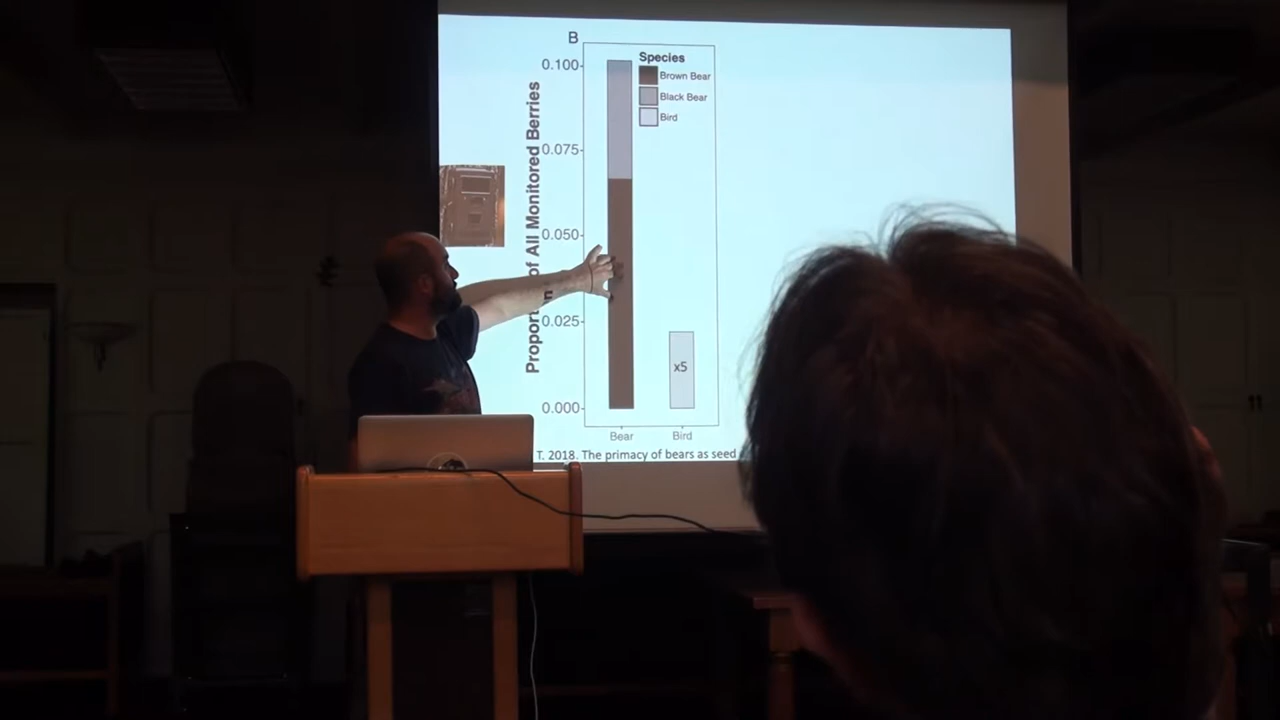 B
Species
Brown Bear
Black Bear
Bird
0.100
0.075
0.050
0.025
0.000
of All Monitored Berries
x5
Bear
Bird
T. 2018. The primacy of bears as seed